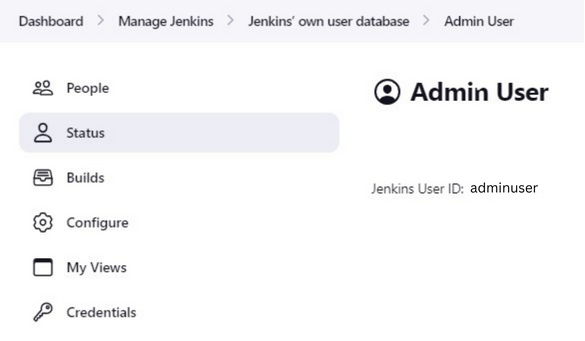 Dashboard > Manage Jenkins > Jenkins' own user database > Admin User
People
Admin User
Status
Builds
Jenkins User ID: adminuser
Configure
My Views
Credentials